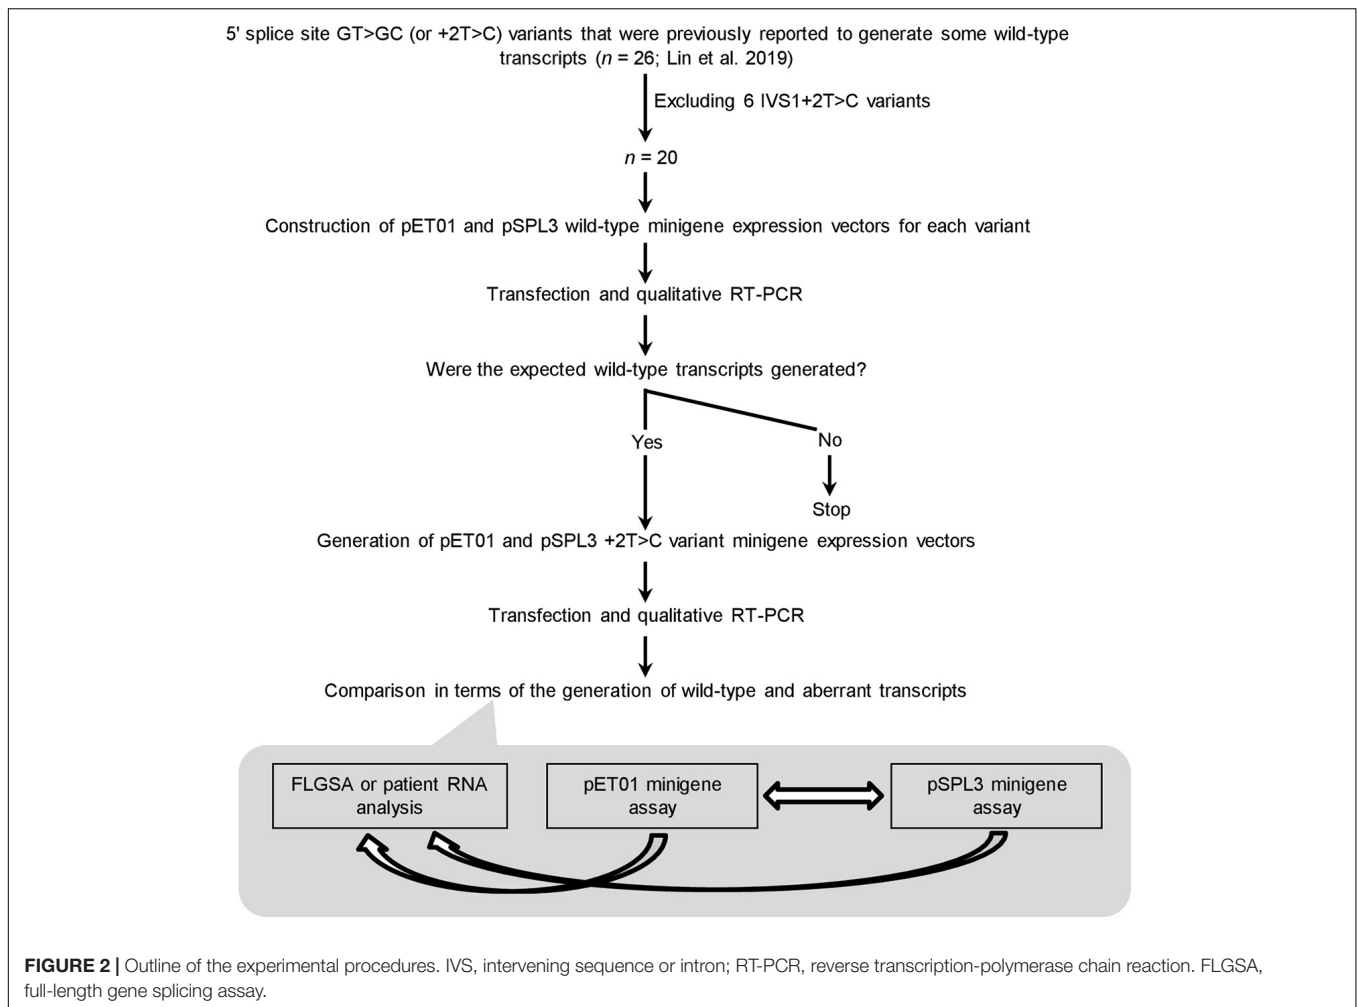 5' splice site GT>GC (or +2T>C) variants that were previously reported to generate some wild-type
transcripts (n = 26; Lin et al. 2019)
Excluding 6 IVS1+2T>C variants
n = 20
Construction of pET01 and pSPL3 wild-type minigene expression vectors for each variant
Transfection and qualitative RT-PCR
Were the expected wild-type transcripts generated?
Yes
No
Stop
Generation of pET01 and pSPL3 +2T>C variant minigene expression vectors
Transfection and qualitative RT-PCR
Comparison in terms of the generation of wild-type and aberrant transcripts
FLGSA or patient RNA
analysis
pET01 minigene
assay
pSPL3 minigene
assay
FIGURE 2 | Outline of the experimental procedures. IVS, intervening sequence or intron; RT-PCR, reverse transcription-polymerase chain reaction. FLGSA,
full-length gene splicing assay.